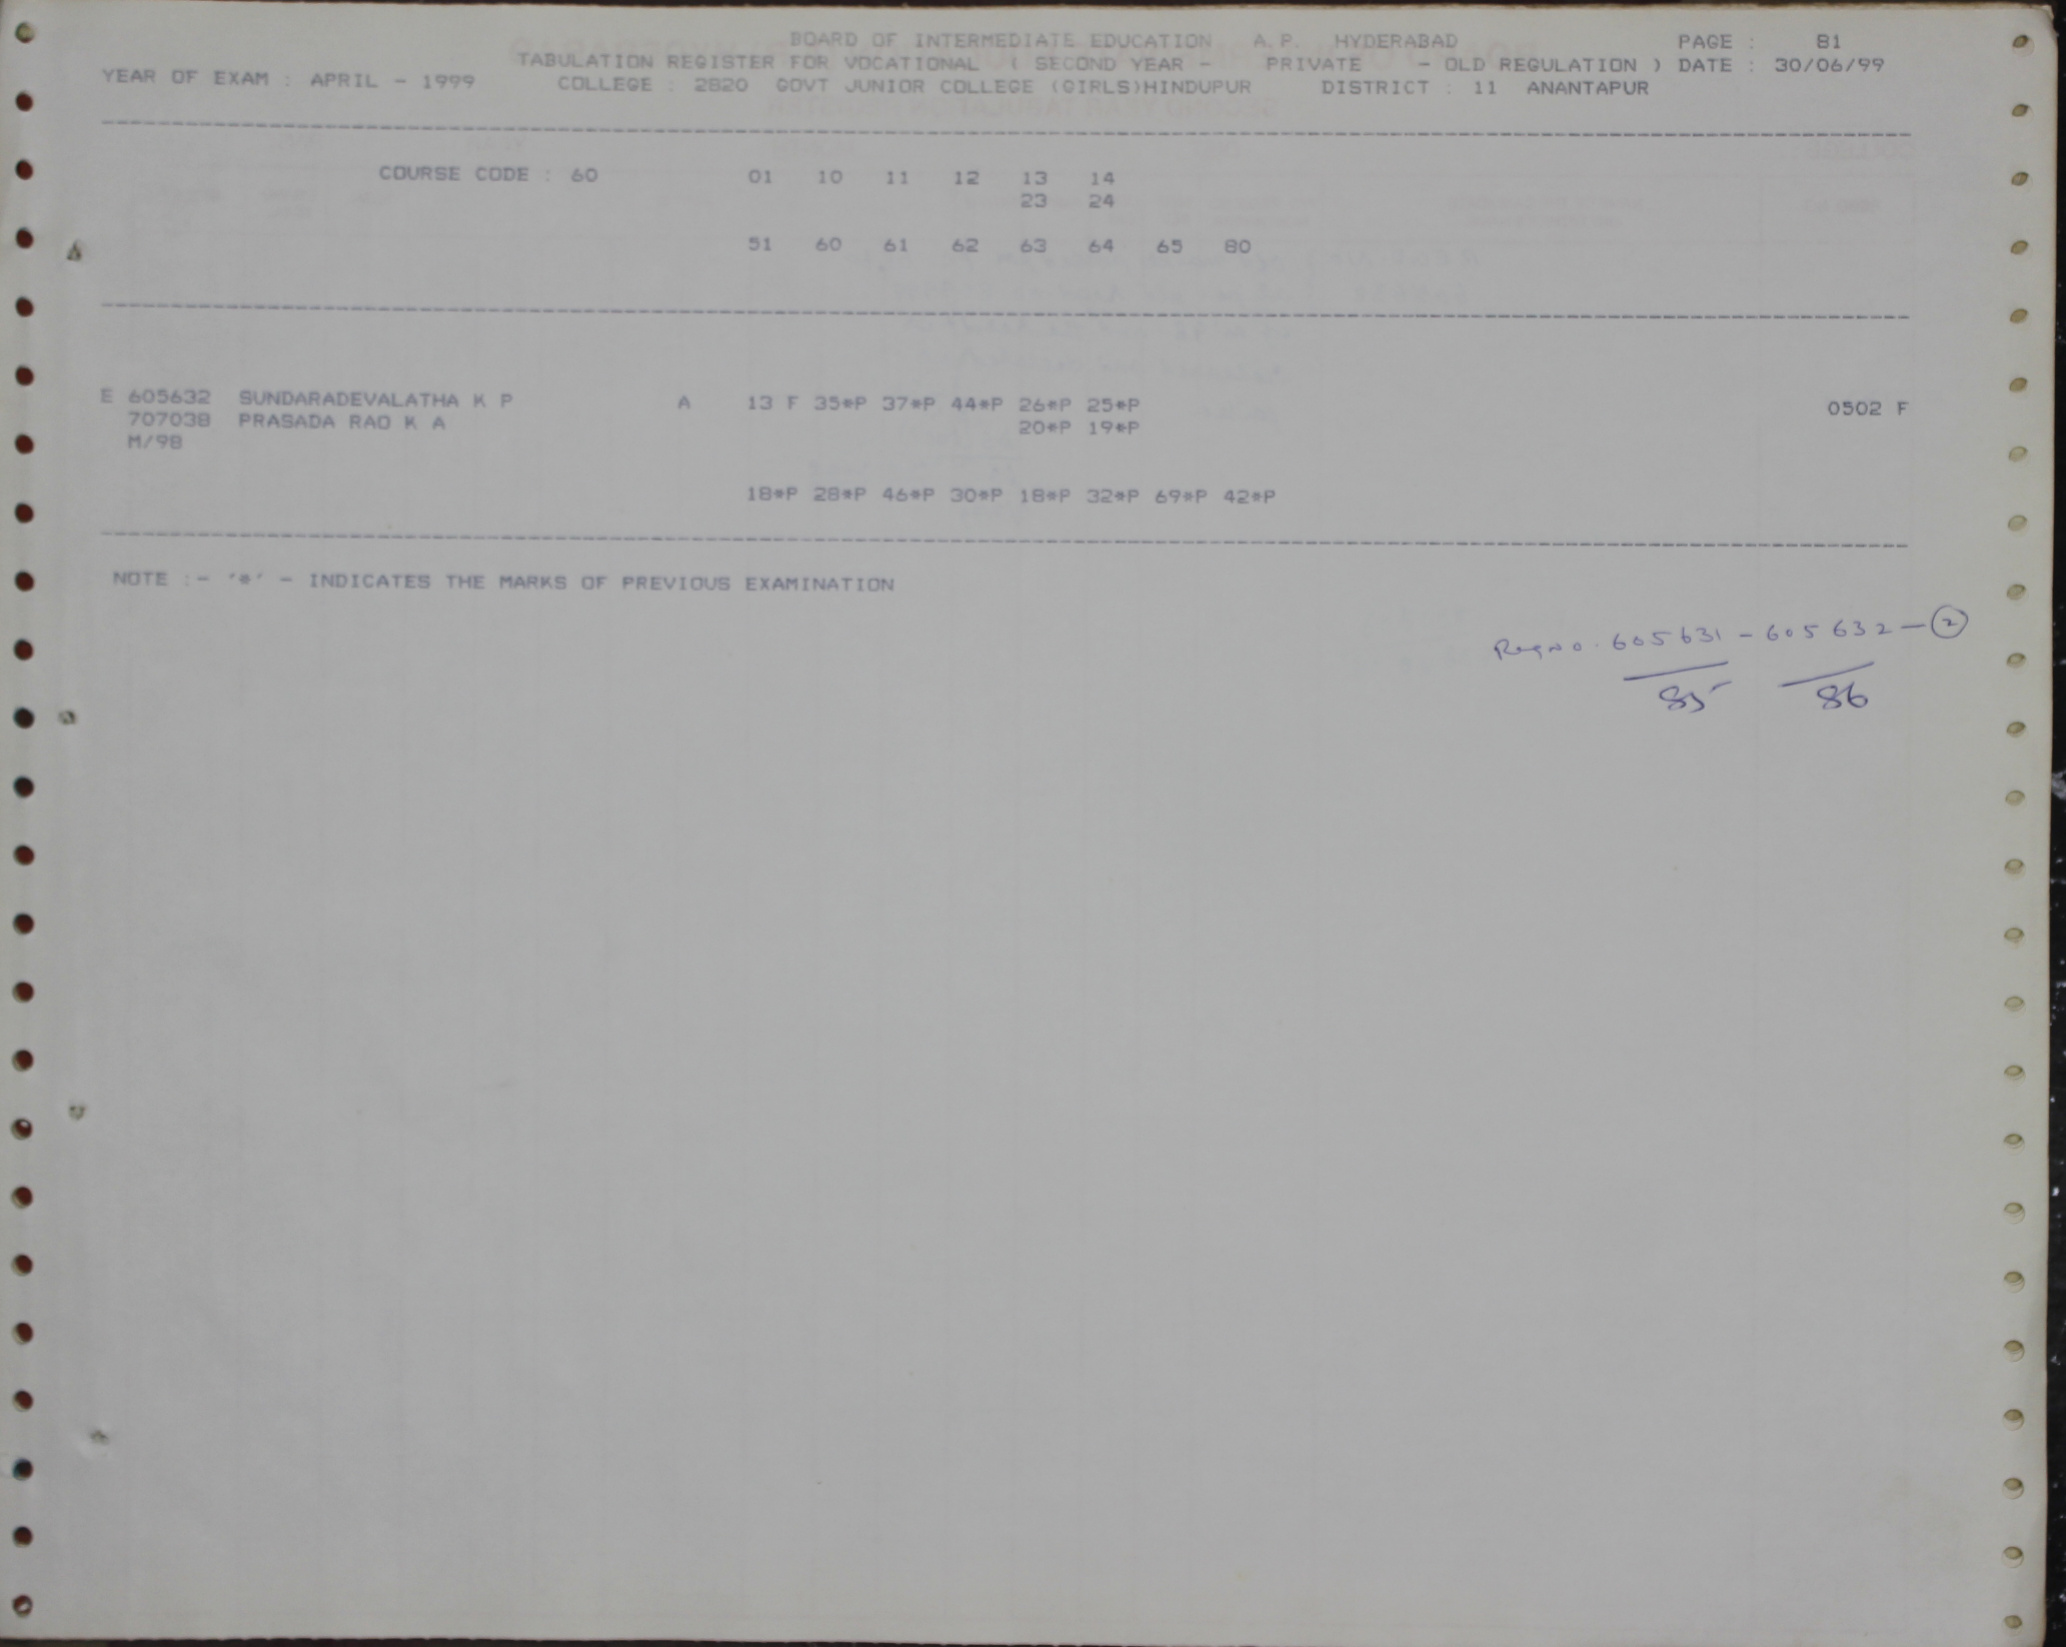 BOARD OF INTERMEDIATE EDUCATION A.P. HYDERABAD PAGE : 81
TABULATION REGISTER FOR VOCATIONAL ( SECOND YEAR - PRIVATE - OLD REGULATION ) DATE : 30/06/99
YEAR OF EXAM : APRIL - 1999 COLLEGE : 2820 GOVT JUNIOR COLLEGE (GIRLS)HINDUPUR DISTRICT : 11 ANANTAPUR
COURSE CODE : 60 01 10 11 12 13 14
23 24
51 60 61 62 63 64 65 80
E 605632 SUNDARADEVALATHA K P A 13 F 35*P 37*P 44*P 26*P 25*P 0502 F
707038 PRASADA RAO K A 20*P 19*P
M/98
18*P 28*P 46*P 30*P 18*P 32*P 69*P 42*P
NOTE :- '*' - INDICATES THE MARKS OF PREVIOUS EXAMINATION
Regno. 605631 - 605632 - 2
85 86